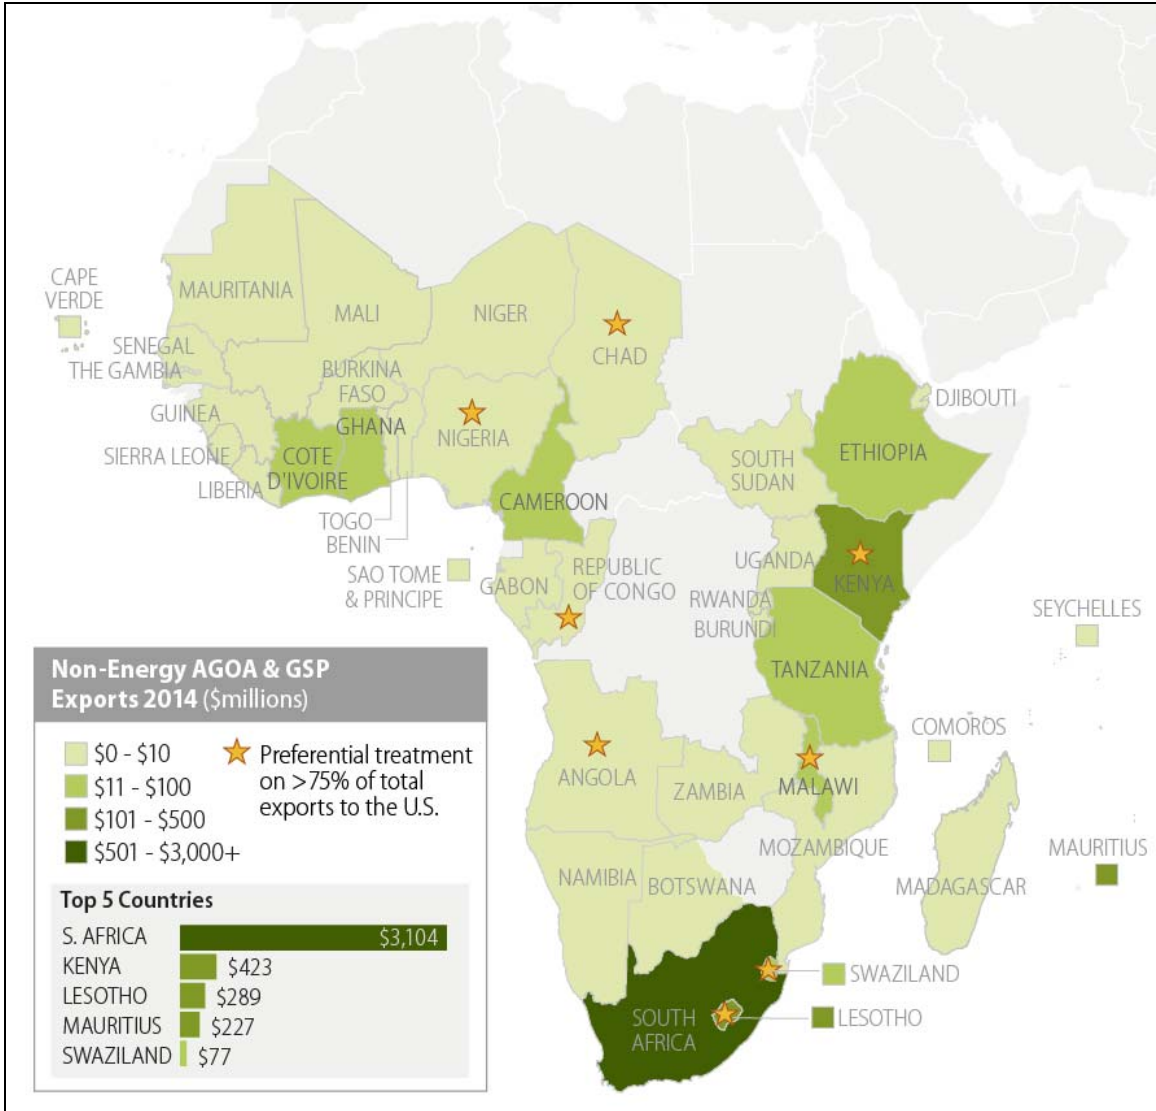 CAPE
VERDE
MAURITANIA
MALI
NIGER
CHAD
SENEGAL
THE GAMBIA
BURKINA
FASO
GUINEA
GHANA
NIGERIA
DJIBOUTI
SIERRA LEONE
COTE
D'IVOIRE
SOUTH
SUDAN
ETHIOPIA
LIBERIA
CAMEROON
TOGO
BENIN
SAO TOME
& PRINCIPE
GABON
REPUBLIC
OF CONGO
UGANDA
KENYA
RWANDA
BURUNDI
SEYCHELLES
TANZANIA
COMOROS
ANGOLA
ZAMBIA
MALAWI
MOZAMBIQUE
MAURITIUS
NAMIBIA
BOTSWANA
MADAGASCAR
SWAZILAND
SOUTH
AFRICA
LESOTHO
Non-Energy AGOA & GSP
Exports 2014 ($millions)
$0 - $10
$11 - $100
$101 - $500
$501 - $3,000+
Preferential treatment
on >75% of total
exports to the U.S.
Top 5 Countries
S. AFRICA $3,104
KENYA $423
LESOTHO $289
MAURITIUS $227
SWAZILAND $77